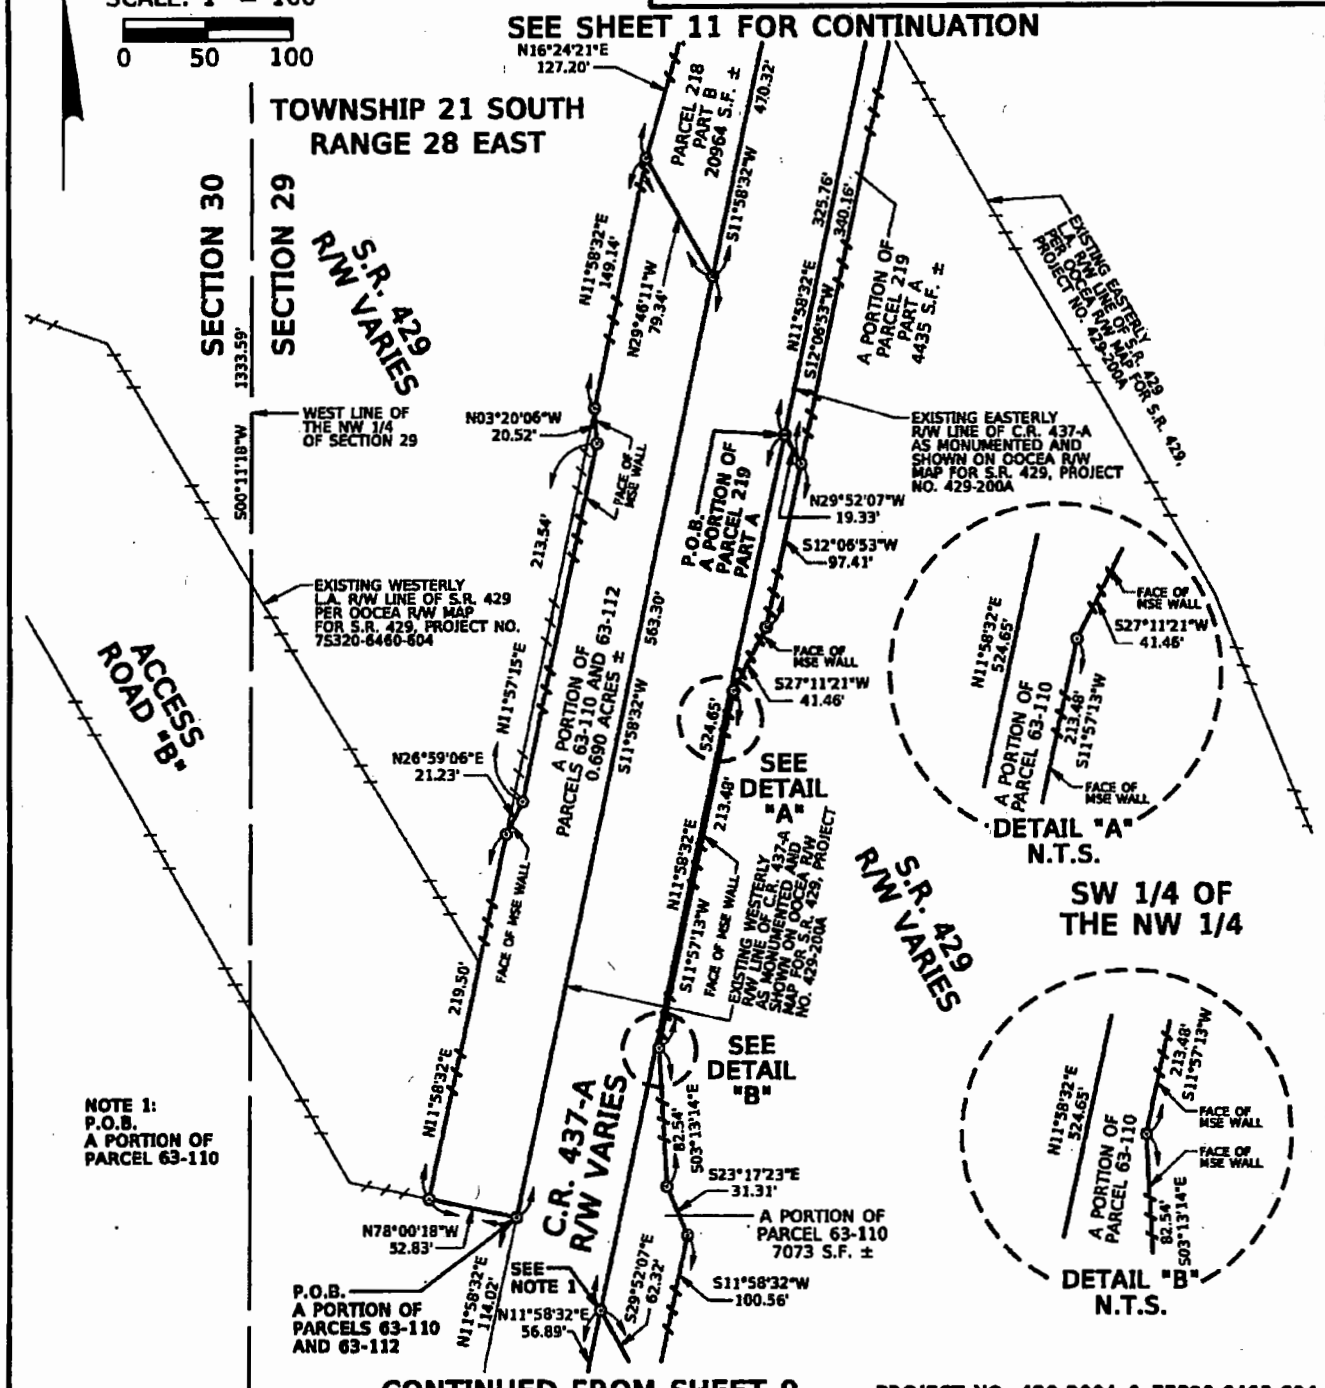 SCALE: 1" = 100'
0 50 100
SEE SHEET 11 FOR CONTINUATION
TOWNSHIP 21 SOUTH
RANGE 28 EAST
N16°24'21"E
127.20'
PARCEL 218
PART B
20964 S.F. ±
470.32'
S11°58'32"W
SECTION 30
SECTION 29
S.R. 429
R/W VARIES
N11°58'32"E
149.14'
N29°46'11"W
79.34'
325.76'
N11°58'32"E
340.16'
S12°06'53"W
A PORTION OF
PARCEL 219
PART A
4435 S.F. ±
EXISTING EASTERLY
L.A. R/W LINE OF S.R. 429
PER OOCEA R/W MAP FOR S.R. 429,
PROJECT NO. 429-200A
1333.59'
S00°11'18"W
WEST LINE OF
THE NW 1/4
OF SECTION 29
N03°20'06"W
20.52'
FACE OF
MSE WALL
EXISTING EASTERLY
R/W LINE OF C.R. 437-A
AS MONUMENTED AND
SHOWN ON OOCEA R/W
MAP FOR S.R. 429, PROJECT
NO. 429-200A
P.O.B.
A PORTION OF
PARCEL 219
PART A
N29°52'07"W
19.33'
S12°06'53"W
97.41'
213.54'
N11°57'15"E
EXISTING WESTERLY
L.A. R/W LINE OF S.R. 429
PER OOCEA R/W MAP
FOR S.R. 429, PROJECT NO.
75320-6460-604
A PORTION OF
PARCELS 63-110 AND 63-112
0.690 ACRES ±
563.30'
S11°58'32"W
FACE OF
MSE WALL
S27°11'21"W
41.46'
524.65'
SEE
DETAIL
"A"
N11°58'32"E
524.65'
A PORTION OF
PARCEL 63-110
213.48'
S11°57'13"W
FACE OF
MSE WALL
S27°11'21"W
41.46'
FACE OF
MSE WALL
DETAIL "A"
N.T.S.
ACCESS
ROAD "B"
N26°59'06"E
21.23'
FACE OF MSE WALL
213.48'
N11°58'32"E
S11°57'13"W
FACE OF MSE WALL
EXISTING WESTERLY
R/W LINE OF C.R. 437-A
AS MONUMENTED AND
SHOWN ON OOCEA R/W
MAP FOR S.R. 429, PROJECT
NO. 429-200A
S.R. 429
R/W VARIES
SW 1/4 OF
THE NW 1/4
219.50'
N11°58'32"E
SEE
DETAIL
"B"
N11°58'32"E
524.65'
A PORTION OF
PARCEL 63-110
213.48'
S11°57'13"W
FACE OF
MSE WALL
FACE OF
MSE WALL
82.54'
S03°13'14"E
DETAIL "B"
N.T.S.
NOTE 1:
P.O.B.
A PORTION OF
PARCEL 63-110
C.R. 437-A
R/W VARIES
82.54'
S03°13'14"E
S23°17'23"E
31.31'
A PORTION OF
PARCEL 63-110
7073 S.F. ±
N78°00'18"W
52.83'
P.O.B.
A PORTION OF
PARCELS 63-110
AND 63-112
N11°58'32"E
114.02'
SEE
NOTE 1
N11°58'32"E
56.89'
S29°52'07"E
62.32'
S11°58'32"W
100.56'
CONTINUED FROM SHEET 9